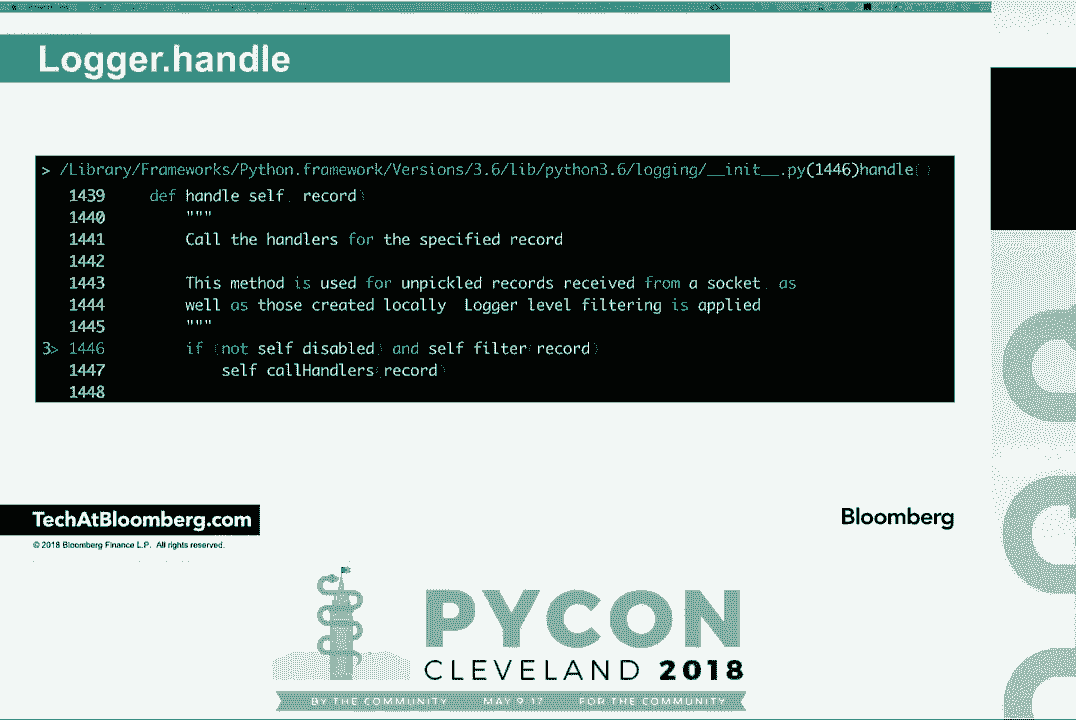 Logger.handle
> /Library/Frameworks/Python.framework/Versions/3.6/lib/python3.6/logging/__init__.py(1446)handle()
1439 def handle(self, record)
1440 """
1441 Call the handlers for the specified record
1442
1443 This method is used for unpickled records received from a socket, as
1444 well as those created locally Logger level filtering is applied
1445 """
3> 1446 if (not self disabled) and self filter(record)
1447 self callHandlers(record)
1448
TechAtBloomberg.com
Bloomberg
© 2018 Bloomberg Finance L.P. All rights reserved.
PYCON
CLEVELAND 2018
BY THE COMMUNITY MAY 9-17 FOR THE COMMUNITY